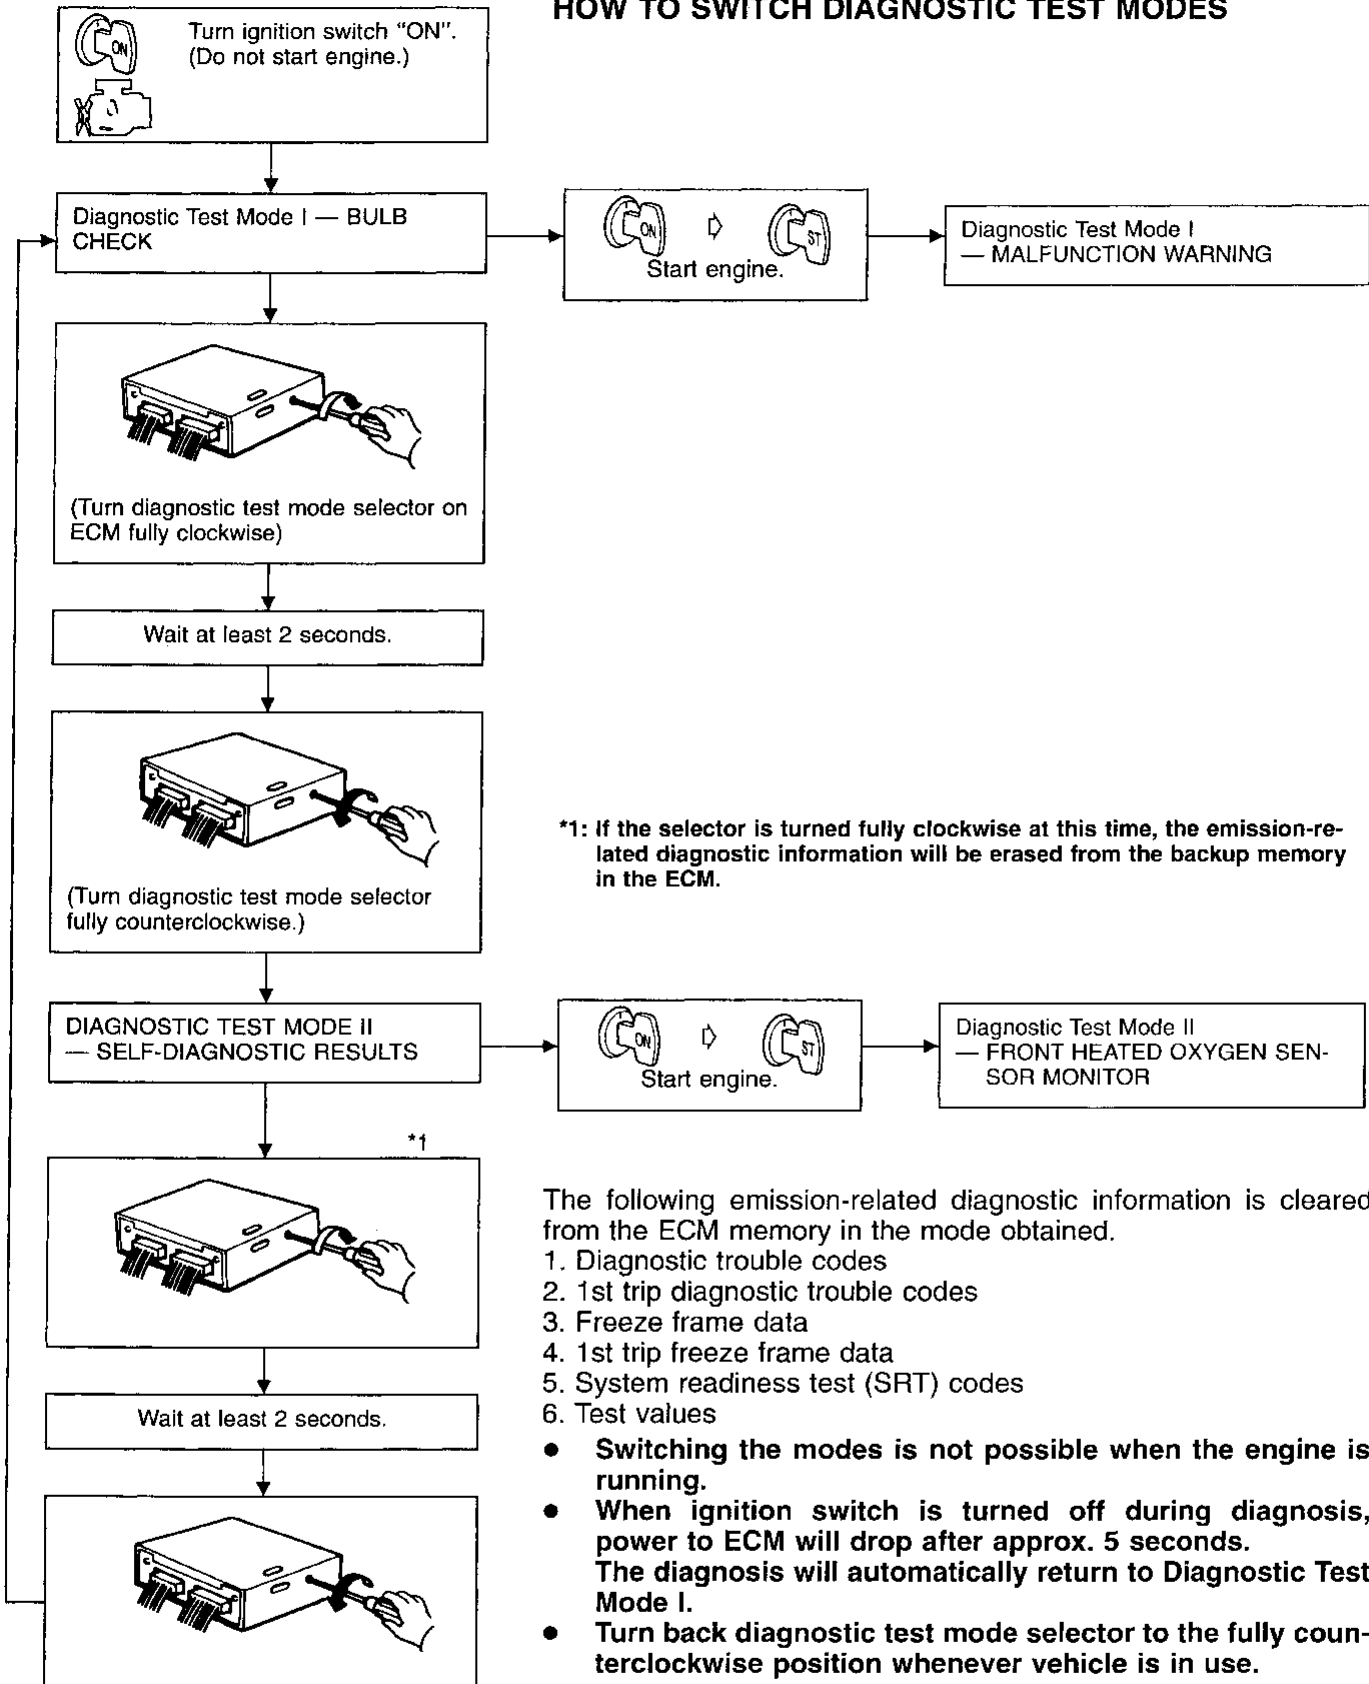 HOW TO SWITCH DIAGNOSTIC TEST MODES
Turn ignition switch “ON”.
(Do not start engine.)
ON
Diagnostic Test Mode I — BULB
CHECK
ON
ST
Start engine.
Diagnostic Test Mode I
— MALFUNCTION WARNING
(Turn diagnostic test mode selector on
ECM fully clockwise)
Wait at least 2 seconds.
(Turn diagnostic test mode selector
fully counterclockwise.)
*1: If the selector is turned fully clockwise at this time, the emission-re-
lated diagnostic information will be erased from the backup memory
in the ECM.
DIAGNOSTIC TEST MODE II
— SELF-DIAGNOSTIC RESULTS
ON
ST
Start engine.
Diagnostic Test Mode II
— FRONT HEATED OXYGEN SEN-
SOR MONITOR
*1
Wait at least 2 seconds.
The following emission-related diagnostic information is cleared
from the ECM memory in the mode obtained.
1. Diagnostic trouble codes
2. 1st trip diagnostic trouble codes
3. Freeze frame data
4. 1st trip freeze frame data
5. System readiness test (SRT) codes
6. Test values
● Switching the modes is not possible when the engine is
running.
● When ignition switch is turned off during diagnosis,
power to ECM will drop after approx. 5 seconds.
The diagnosis will automatically return to Diagnostic Test
Mode I.
● Turn back diagnostic test mode selector to the fully coun-
terclockwise position whenever vehicle is in use.